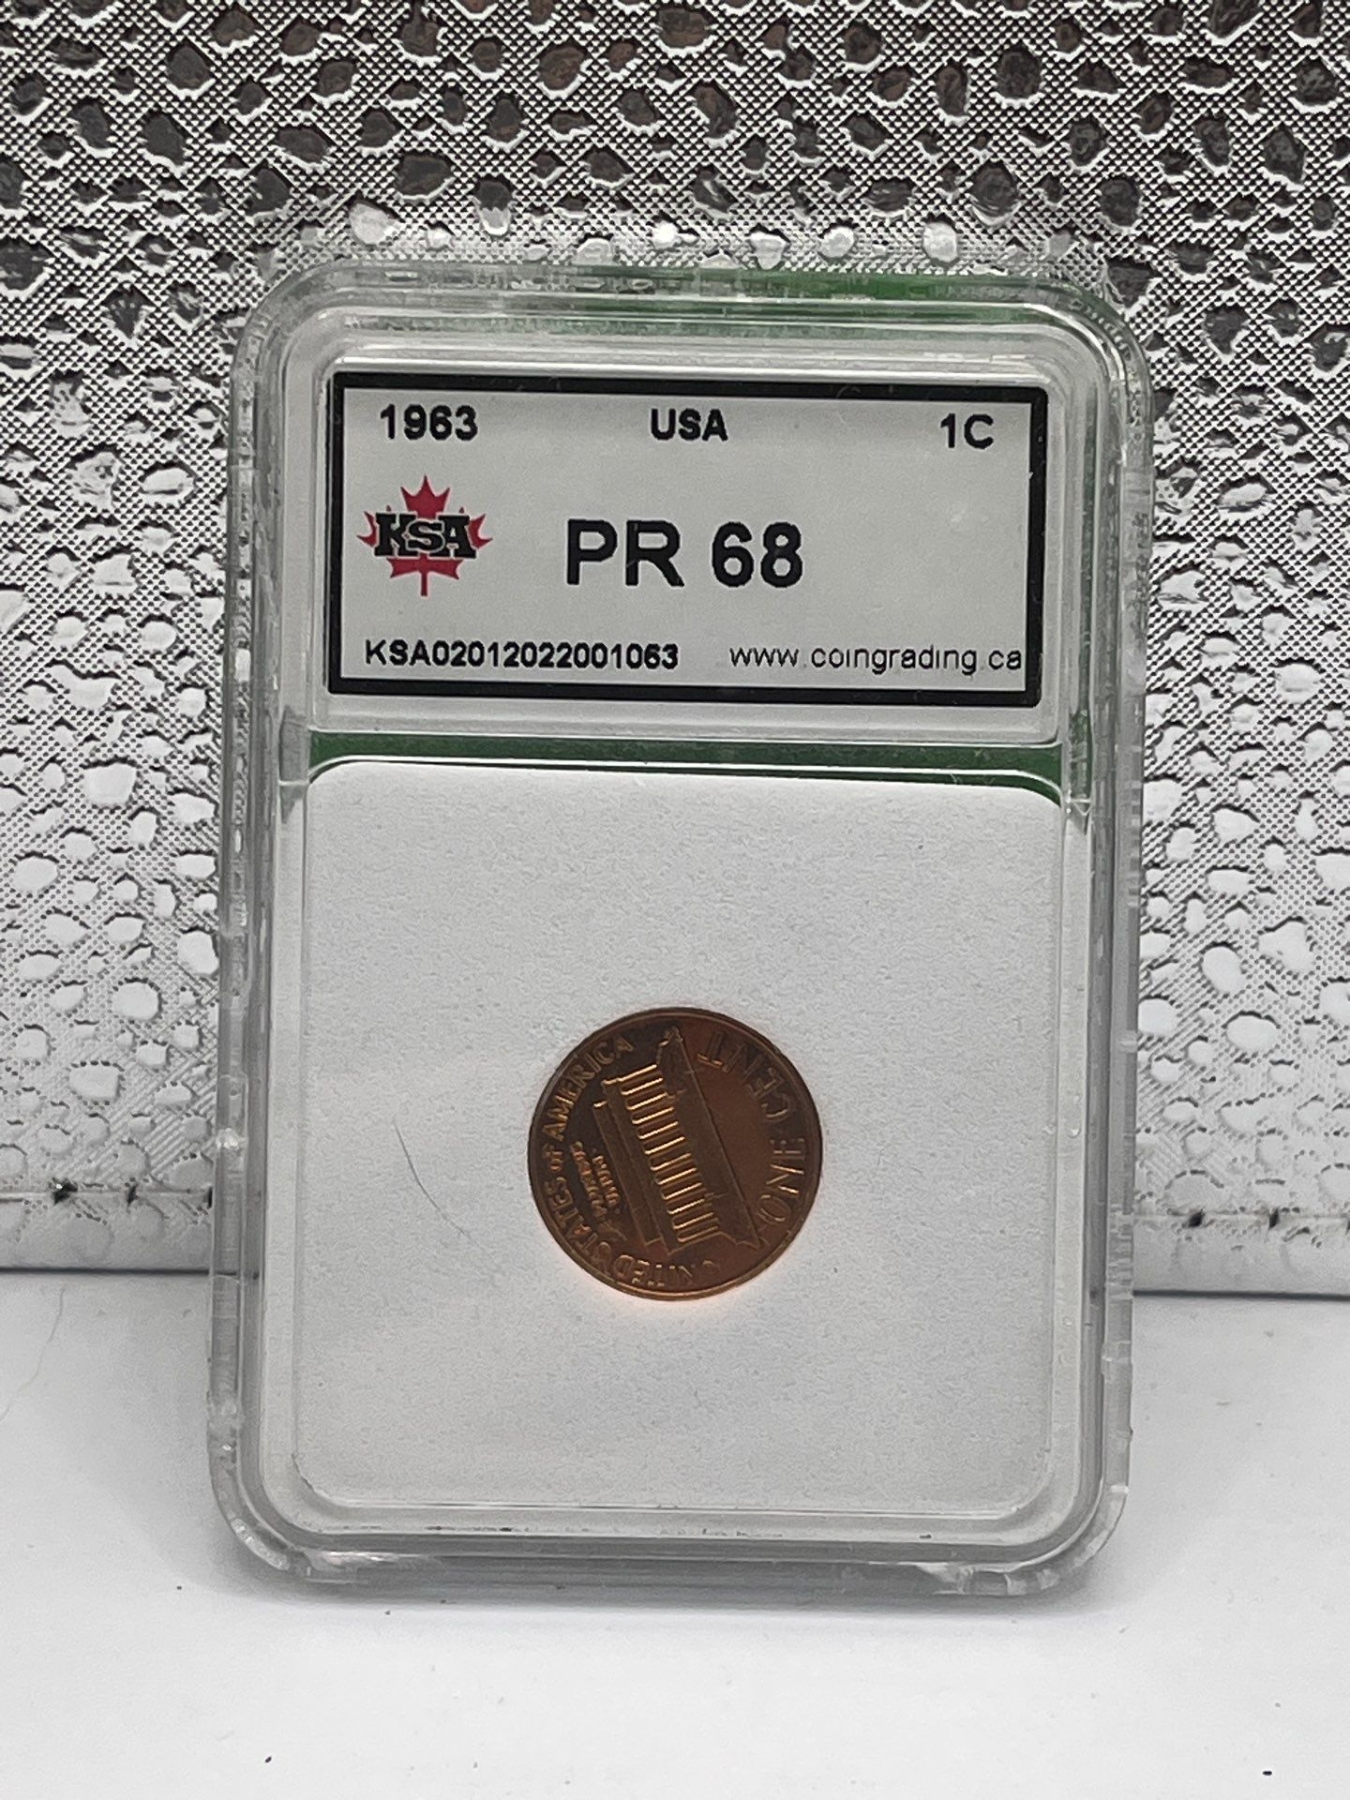 1963 USA 1C
KSA
PR 68
KSA02012022001063 www.coingrading.ca
UNITED STATES OF AMERICA
E·PLURIBUS
UNUM·
ONE CENT